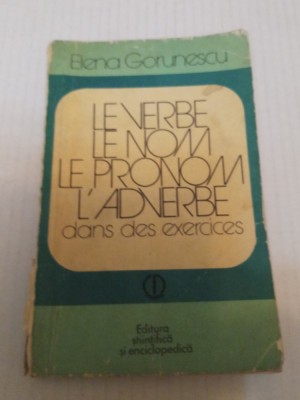 Elena Gorunescu
LE VERBE
LE NOM
LE PRONOM
L'ADVERBE
dans des exercices
Editura
științifică
și enciclopedică